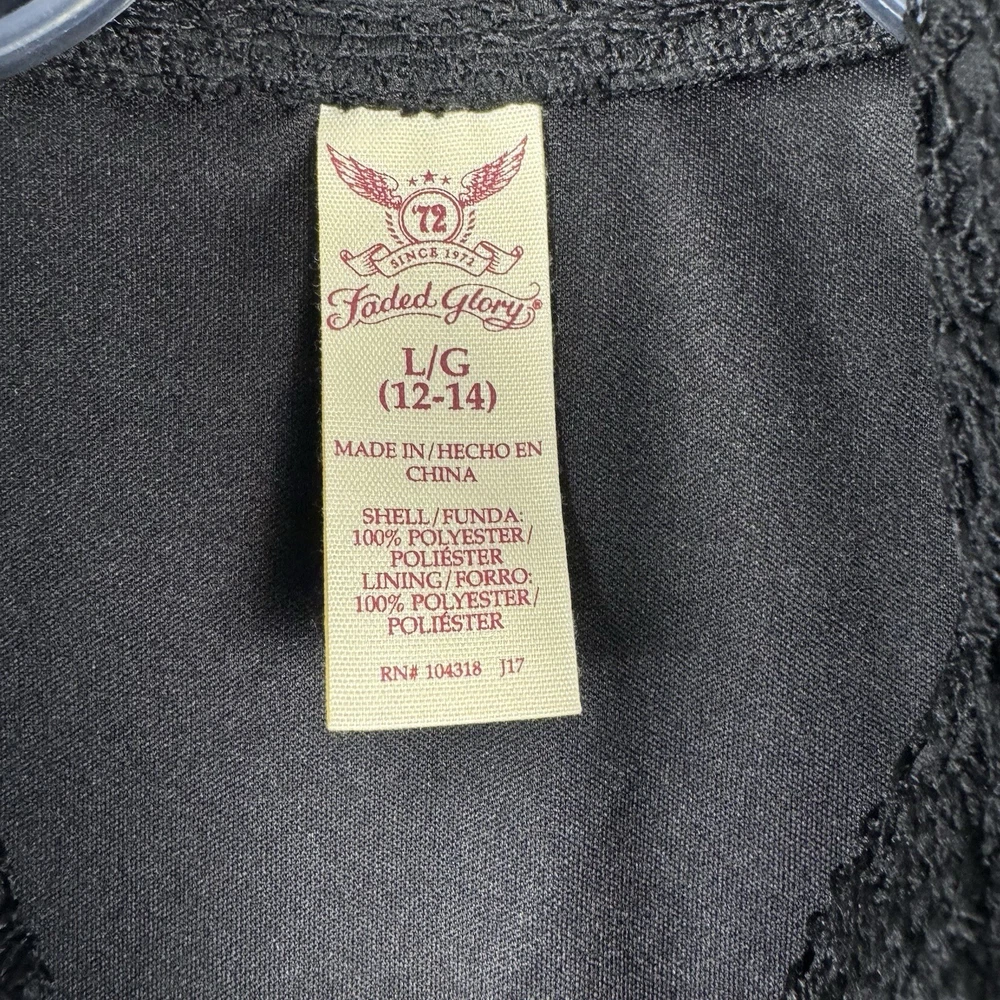 '72
SINCE 1972
Faded Glory®
L/G
(12-14)
MADE IN/HECHO EN
CHINA
SHELL/FUNDA:
100% POLYESTER/
POLIÉSTER
LINING/FORRO:
100% POLYESTER/
POLIÉSTER
RN# 104318 J17